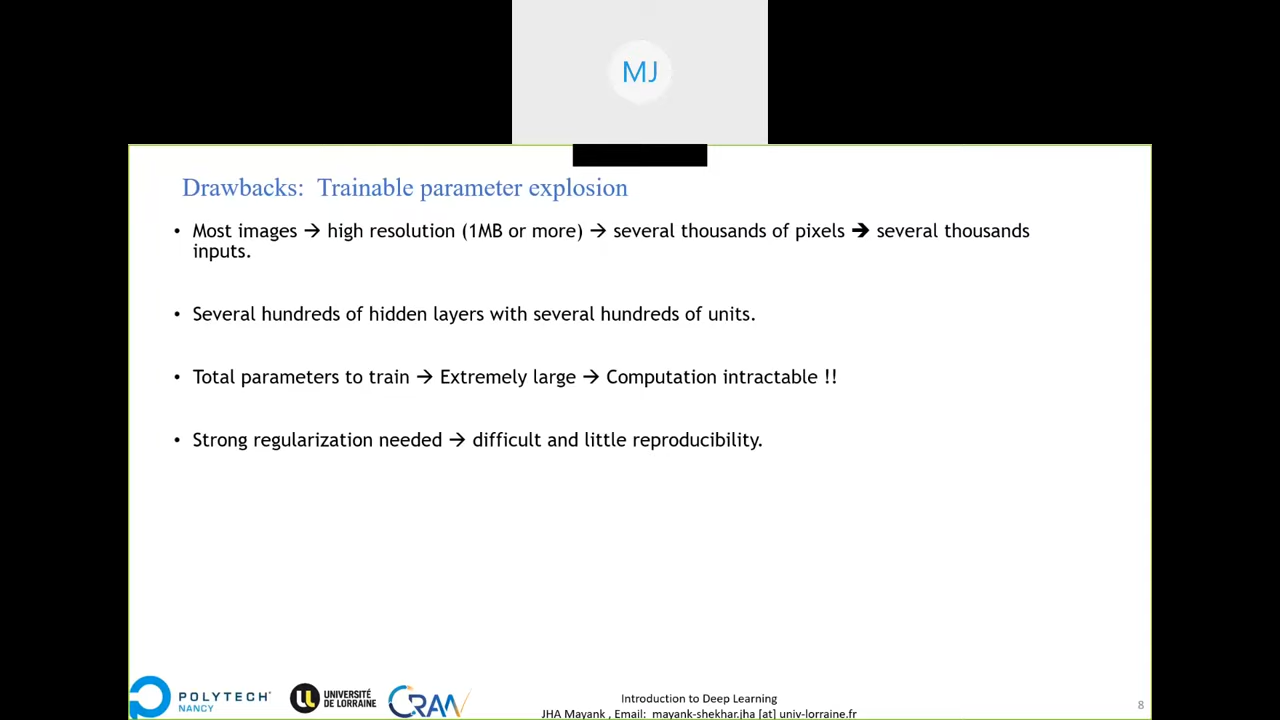 MJ
Drawbacks: Trainable parameter explosion
• Most images → high resolution (1MB or more) → several thousands of pixels ➔ several thousands
inputs.
• Several hundreds of hidden layers with several hundreds of units.
• Total parameters to train → Extremely large → Computation intractable !!
• Strong regularization needed → difficult and little reproducibility.
POLYTECH
NANCY
UNIVERSITÉ
DE LORRAINE
CRAN
Introduction to Deep Learning
JHA Mayank , Email: mayank-shekhar.jha [at] univ-lorraine.fr
8